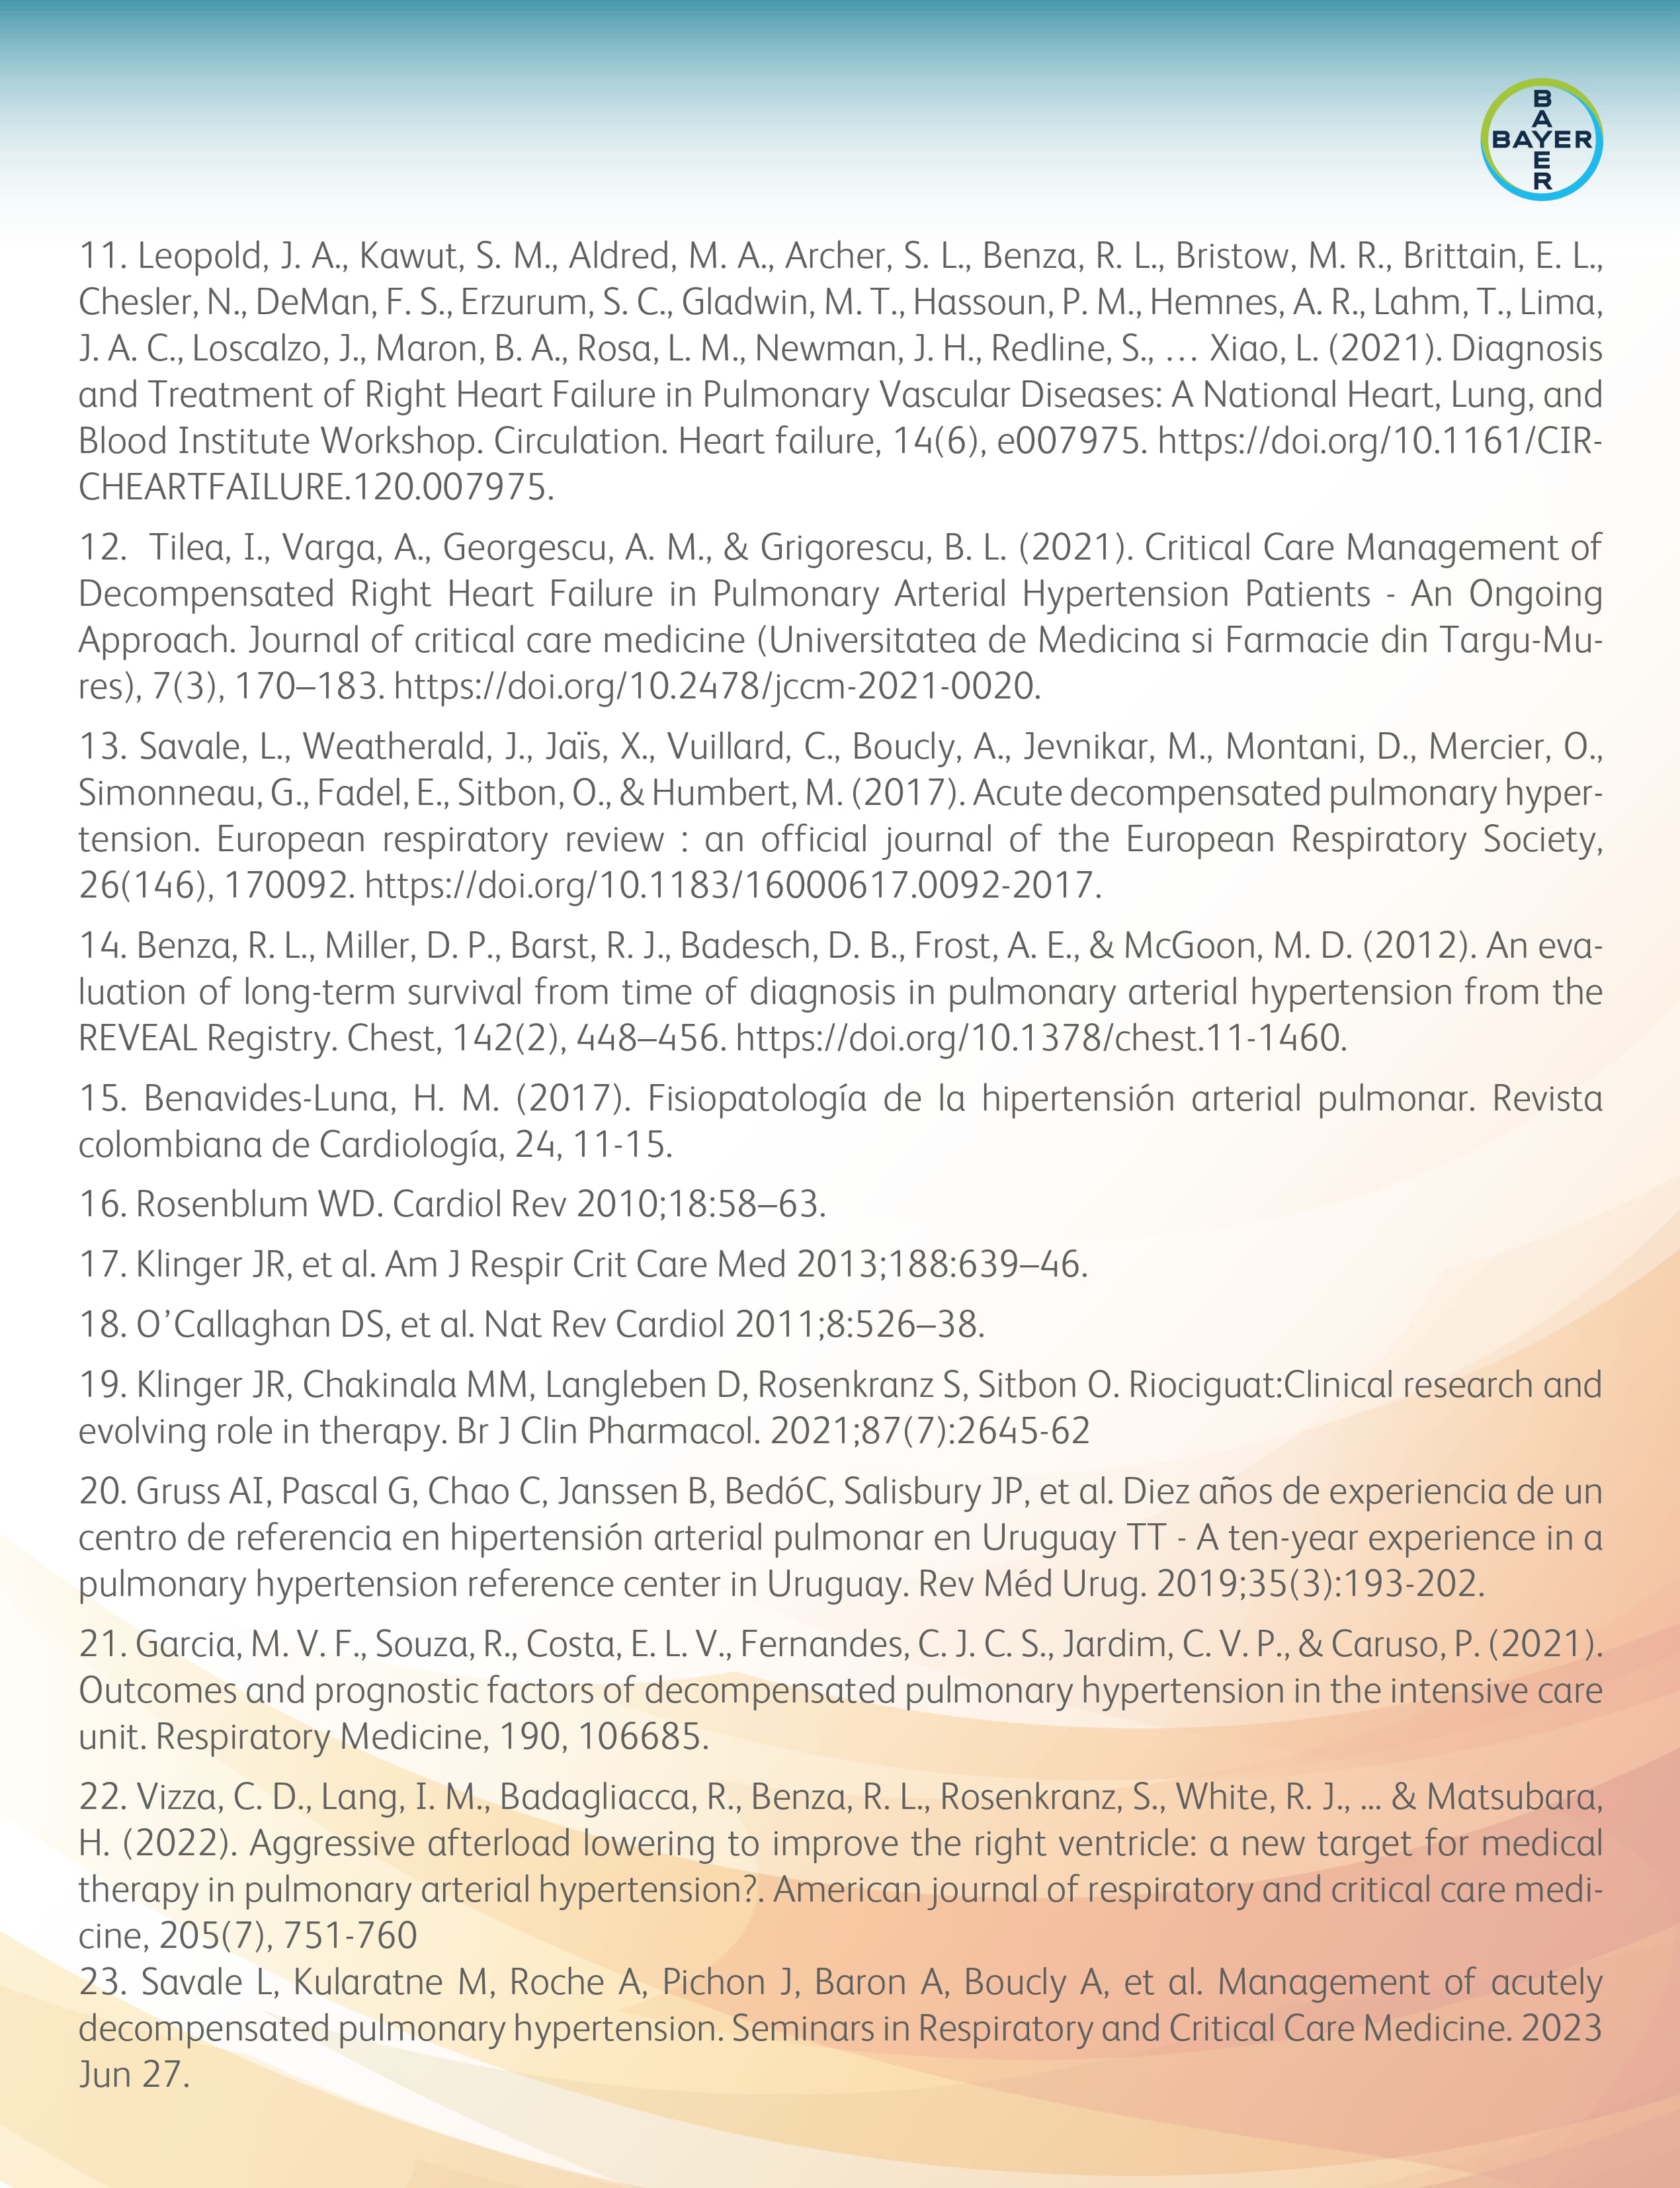 BAYER
BAYER
11. Leopold, J. A., Kawut, S. M., Aldred, M. A., Archer, S. L., Benza, R. L., Bristow, M. R., Brittain, E. L.,
Chesler, N., DeMan, F. S., Erzurum, S. C., Gladwin, M. T., Hassoun, P. M., Hemnes, A. R., Lahm, T., Lima,
J. A. C., Loscalzo, J., Maron, B. A., Rosa, L. M., Newman, J. H., Redline, S., … Xiao, L. (2021). Diagnosis
and Treatment of Right Heart Failure in Pulmonary Vascular Diseases: A National Heart, Lung, and
Blood Institute Workshop. Circulation. Heart failure, 14(6), e007975. https://doi.org/10.1161/CIR-
CHEARTFAILURE.120.007975.
12. Tilea, I., Varga, A., Georgescu, A. M., & Grigorescu, B. L. (2021). Critical Care Management of
Decompensated Right Heart Failure in Pulmonary Arterial Hypertension Patients - An Ongoing
Approach. Journal of critical care medicine (Universitatea de Medicina si Farmacie din Targu-Mu-
res), 7(3), 170–183. https://doi.org/10.2478/jccm-2021-0020.
13. Savale, L., Weatherald, J., Jaïs, X., Vuillard, C., Boucly, A., Jevnikar, M., Montani, D., Mercier, O.,
Simonneau, G., Fadel, E., Sitbon, O., & Humbert, M. (2017). Acute decompensated pulmonary hyper-
tension. European respiratory review : an official journal of the European Respiratory Society,
26(146), 170092. https://doi.org/10.1183/16000617.0092-2017.
14. Benza, R. L., Miller, D. P., Barst, R. J., Badesch, D. B., Frost, A. E., & McGoon, M. D. (2012). An eva-
luation of long-term survival from time of diagnosis in pulmonary arterial hypertension from the
REVEAL Registry. Chest, 142(2), 448–456. https://doi.org/10.1378/chest.11-1460.
15. Benavides-Luna, H. M. (2017). Fisiopatología de la hipertensión arterial pulmonar. Revista
colombiana de Cardiología, 24, 11-15.
16. Rosenblum WD. Cardiol Rev 2010;18:58–63.
17. Klinger JR, et al. Am J Respir Crit Care Med 2013;188:639–46.
18. O’Callaghan DS, et al. Nat Rev Cardiol 2011;8:526–38.
19. Klinger JR, Chakinala MM, Langleben D, Rosenkranz S, Sitbon O. Riociguat:Clinical research and
evolving role in therapy. Br J Clin Pharmacol. 2021;87(7):2645-62
20. Gruss AI, Pascal G, Chao C, Janssen B, BedóC, Salisbury JP, et al. Diez años de experiencia de un
centro de referencia en hipertensión arterial pulmonar en Uruguay TT - A ten-year experience in a
pulmonary hypertension reference center in Uruguay. Rev Méd Urug. 2019;35(3):193-202.
21. Garcia, M. V. F., Souza, R., Costa, E. L. V., Fernandes, C. J. C. S., Jardim, C. V. P., & Caruso, P. (2021).
Outcomes and prognostic factors of decompensated pulmonary hypertension in the intensive care
unit. Respiratory Medicine, 190, 106685.
22. Vizza, C. D., Lang, I. M., Badagliacca, R., Benza, R. L., Rosenkranz, S., White, R. J., ... & Matsubara,
H. (2022). Aggressive afterload lowering to improve the right ventricle: a new target for medical
therapy in pulmonary arterial hypertension?. American journal of respiratory and critical care medi-
cine, 205(7), 751-760
23. Savale L, Kularatne M, Roche A, Pichon J, Baron A, Boucly A, et al. Management of acutely
decompensated pulmonary hypertension. Seminars in Respiratory and Critical Care Medicine. 2023
Jun 27.